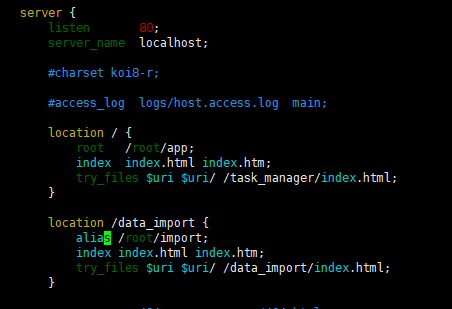 server {
listen 80;
server_name localhost;
#charset koi8-r;
#access_log logs/host.access.log main;
location / {
root /root/app;
index index.html index.htm;
try_files $uri $uri/ /task_manager/index.html;
}
location /data_import {
alias /root/import;
index index.html index.htm;
try_files $uri $uri/ /data_import/index.html;
}